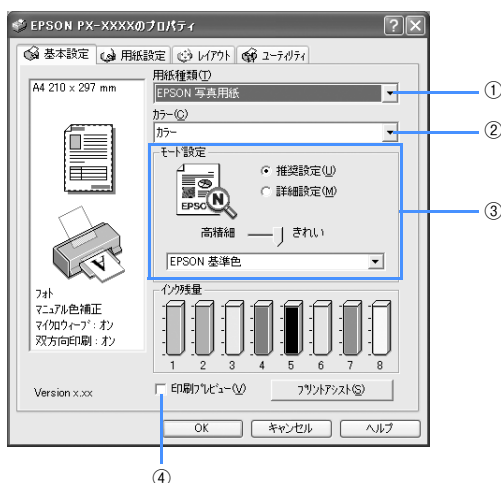 EPSON PX-XXXXのプロパティ
基本設定
用紙設定
レイアウト
ユーティリティ
A4 210 x 297 mm
用紙種類(T)
EPSON 写真用紙
①
カラー(C)
カラー
②
モード設定
推奨設定(U)
詳細設定(M)
EPSO
N
③
高精細
きれい
EPSON 基準色
A
フォト
マニュアル色補正
マイクロウィーブ：オン
双方向印刷：オン
インク残量
1 2 3 4 5 6 7 8
Version x.xx
印刷プレビュー(V)
プリントアシスト(S)
OK
キャンセル
ヘルプ
④